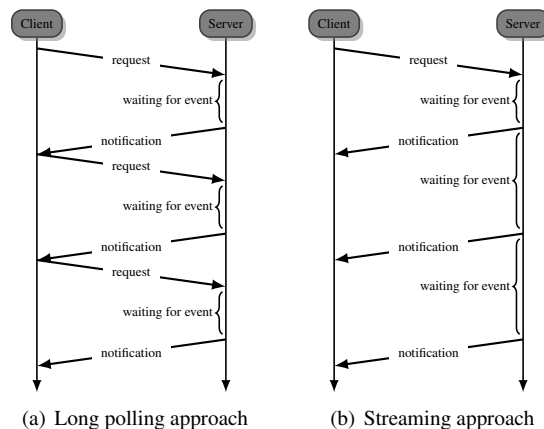 Client
Server
request
waiting for event
notification
request
waiting for event
notification
request
waiting for event
notification
(a) Long polling approach
Client
Server
request
waiting for event
notification
waiting for event
notification
waiting for event
notification
(b) Streaming approach